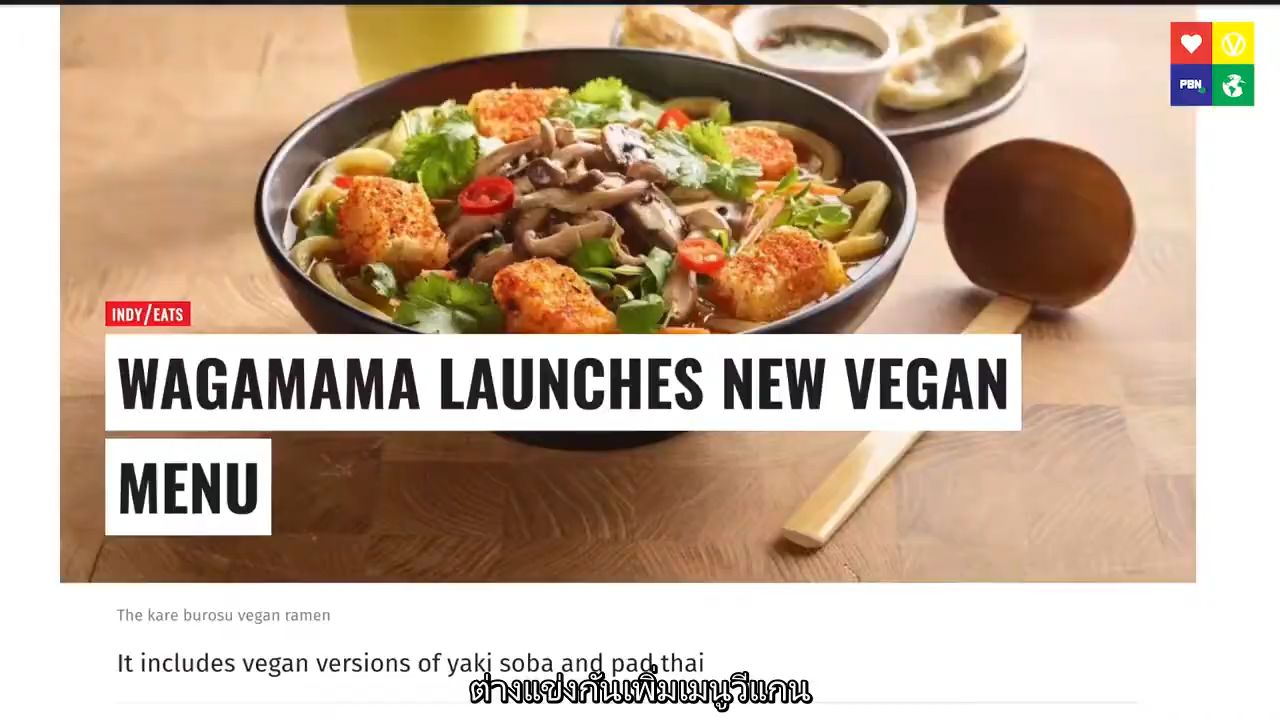 PBN
INDY/EATS
WAGAMAMA LAUNCHES NEW VEGAN
MENU
The kare burosu vegan ramen
It includes vegan versions of yaki soba and pad thai
ต่างแข่งกันเพิ่มเมนูวีแกน